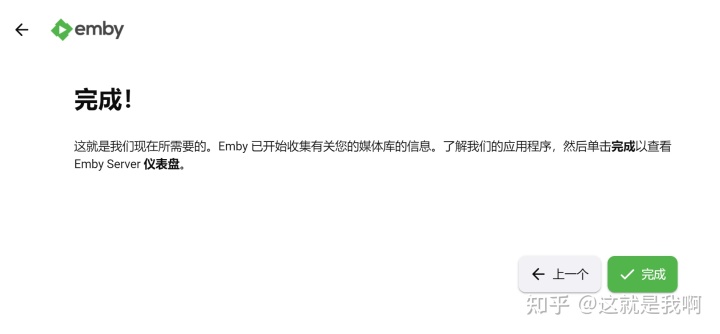 emby
完成！
这就是我们现在所需要的。Emby 已开始收集有关您的媒体库的信息。了解我们的应用程序，然后单击完成以查看
Emby Server 仪表盘。
上一个
完成
知乎 @这就是我啊